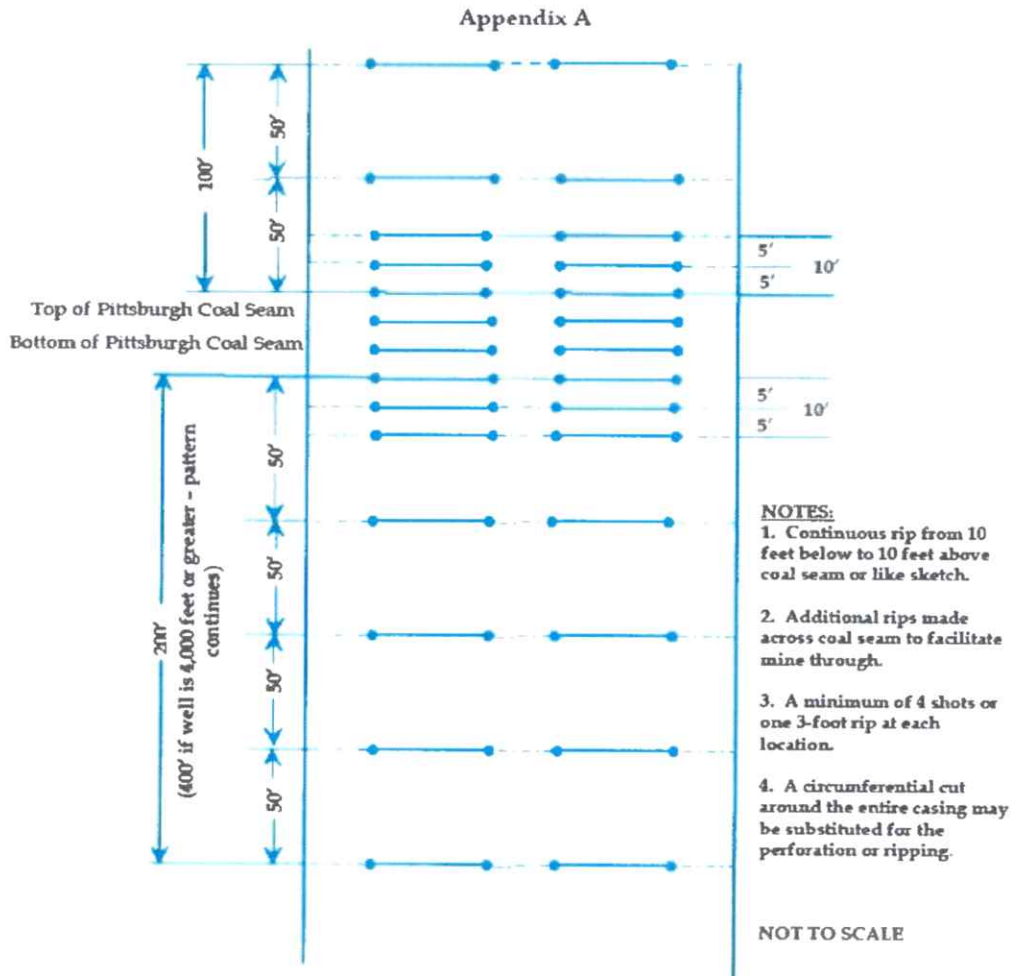 Appendix A
100'
50'
50'
5'
10'
5'
Top of Pittsburgh Coal Seam
Bottom of Pittsburgh Coal Seam
5'
10'
5'
200'
(400' if well is 4,000 feet or greater – pattern
continues)
50'
50'
50'
50'
NOTES:
1. Continuous rip from 10
feet below to 10 feet above
coal seam or like sketch.
2. Additional rips made
across coal seam to facilitate
mine through.
3. A minimum of 4 shots or
one 3-foot rip at each
location.
4. A circumferential cut
around the entire casing may
be substituted for the
perforation or ripping.
NOT TO SCALE